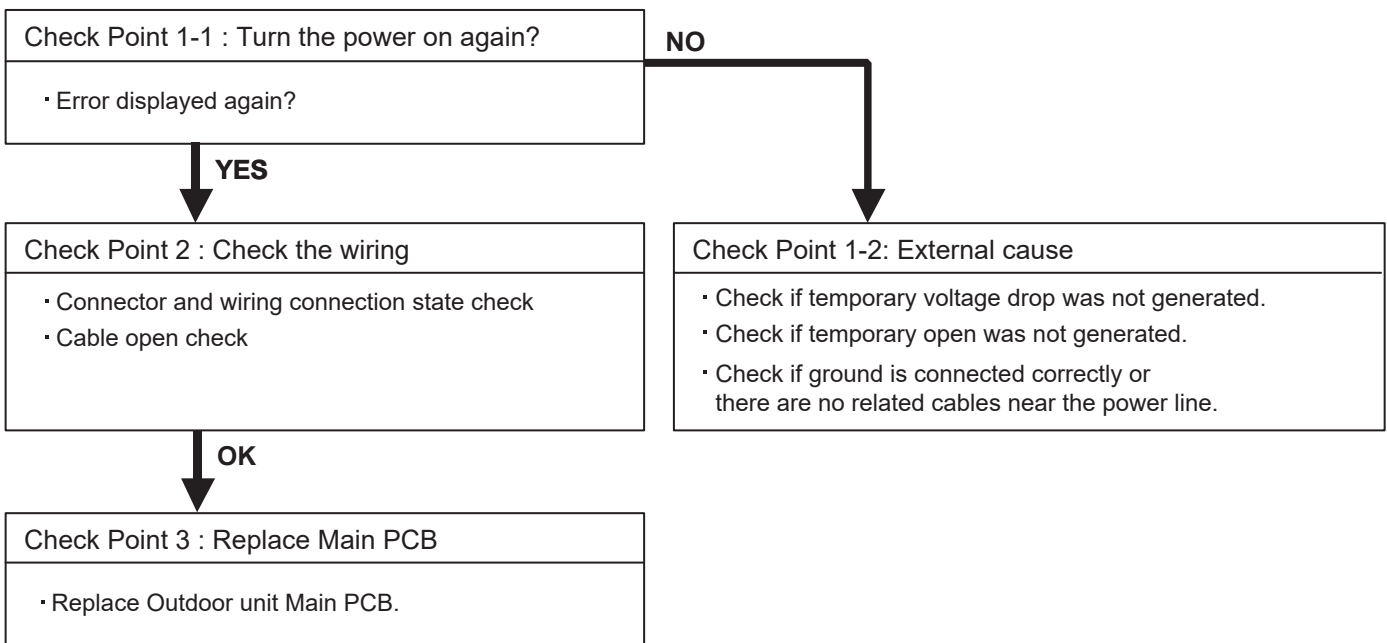 Check Point 1-1 : Turn the power on again?
NO
・Error displayed again?
YES
Check Point 2 : Check the wiring
・Connector and wiring connection state check
・Cable open check
Check Point 1-2: External cause
・Check if temporary voltage drop was not generated.
・Check if temporary open was not generated.
・Check if ground is connected correctly or
there are no related cables near the power line.
OK
Check Point 3 : Replace Main PCB
・Replace Outdoor unit Main PCB.